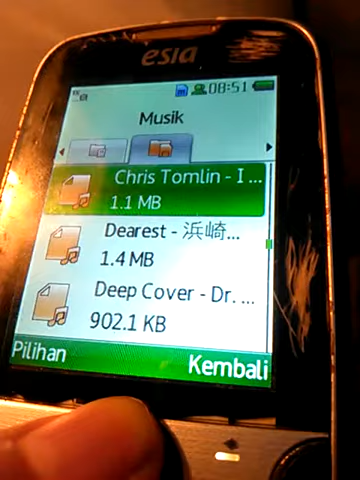 esia
08:51
Musik
Chris Tomlin - I ...
1.1 MB
Dearest - 浜崎...
1.4 MB
Deep Cover - Dr. ...
902.1 KB
Pilihan Kembali